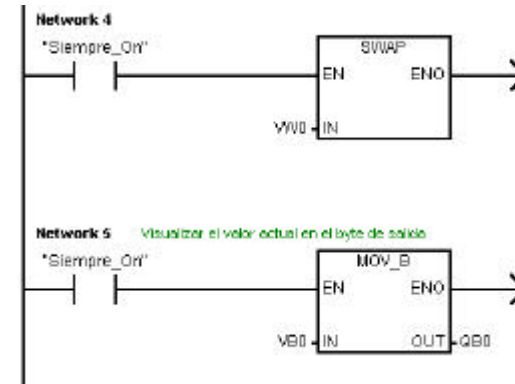 Network 4
"Siempre_On"
SWAP
EN ENO
VW0 IN
Network 5 Visualizar el valor actual en el byte de salida
"Siempre_On"
MOV_B
EN ENO
VB0 IN OUT QB0